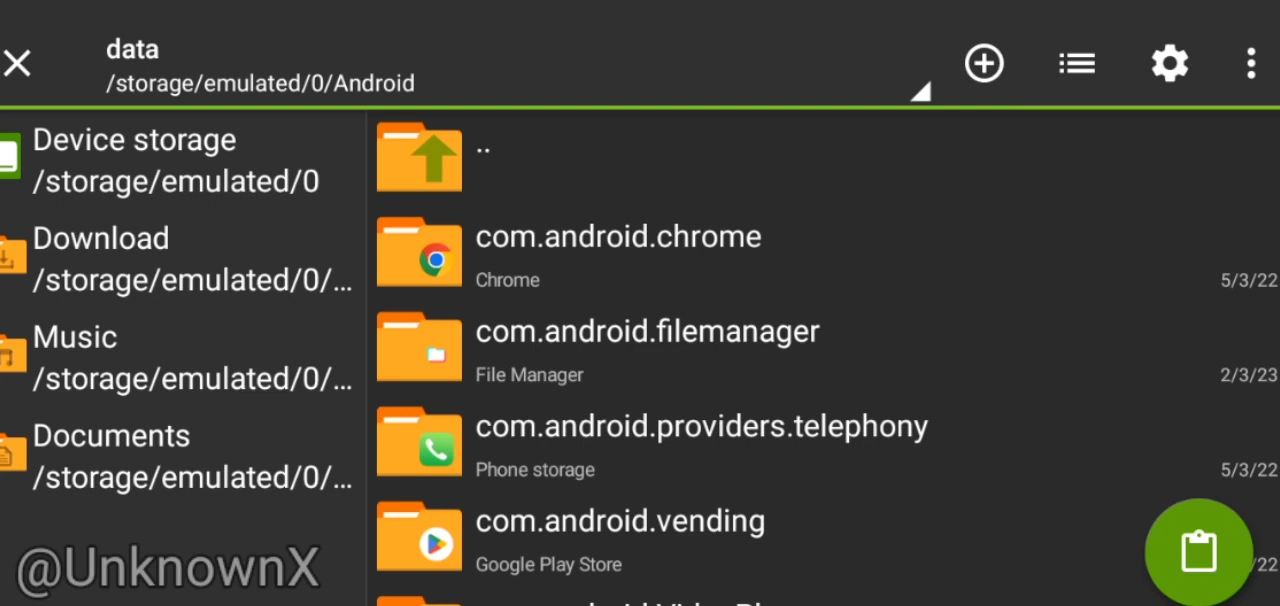 data
/storage/emulated/0/Android
Device storage
/storage/emulated/0
Download
/storage/emulated/0/...
Music
/storage/emulated/0/...
Documents
/storage/emulated/0/...
@UnknownX
..
com.android.chrome
Chrome
5/3/22
com.android.filemanager
File Manager
2/3/23
com.android.providers.telephony
Phone storage
5/3/22
com.android.vending
Google Play Store
/22